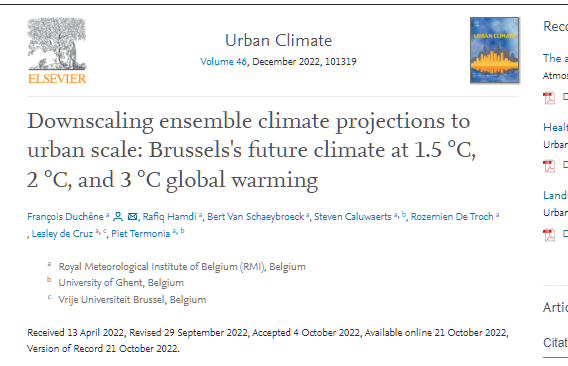 Urban Climate
Volume 46, December 2022, 101319
ELSEVIER
URBAN CLIMATE
Downscaling ensemble climate projections to
urban scale: Brussels's future climate at 1.5 °C,
2 °C, and 3 °C global warming
François Duchêne a, Rafiq Hamdi a, Bert Van Schaeybroeck a, Steven Caluwaerts a, b, Rozemien De Troch a
, Lesley de Cruz a, c, Piet Termonia a, b
a Royal Meteorological Institute of Belgium (RMI), Belgium
b University of Ghent, Belgium
c Vrije Universiteit Brussel, Belgium
Received 13 April 2022, Revised 29 September 2022, Accepted 4 October 2022, Available online 21 October 2022,
Version of Record 21 October 2022.
Reco
The a
Atmos
D
Healt
Urban
D
Lands
Urban
D
Artic
Citat